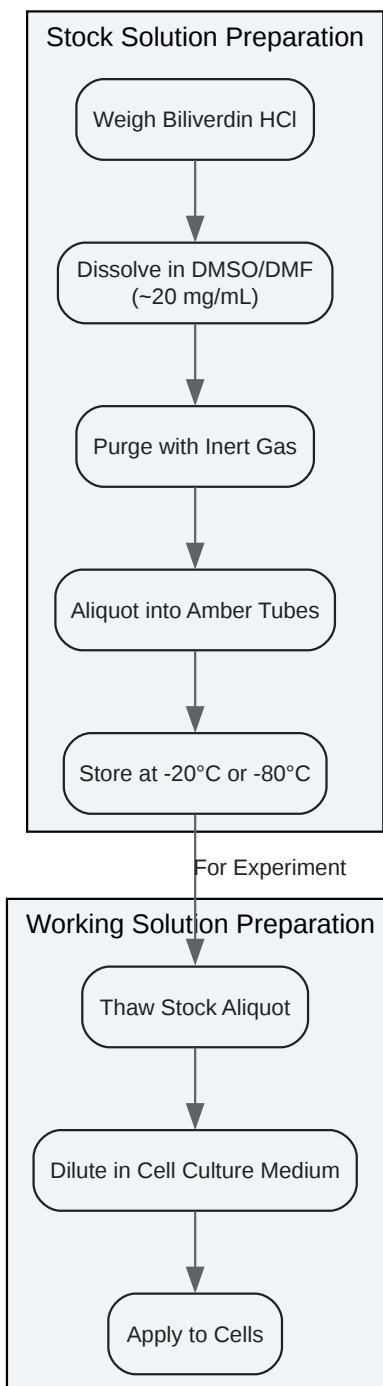 Stock Solution Preparation
Weigh Biliverdin HCl
Dissolve in DMSO/DMF
(~20 mg/mL)
Purge with Inert Gas
Aliquot into Amber Tubes
Store at -20°C or -80°C
For Experiment
Working Solution Preparation
Thaw Stock Aliquot
Dilute in Cell Culture Medium
Apply to Cells